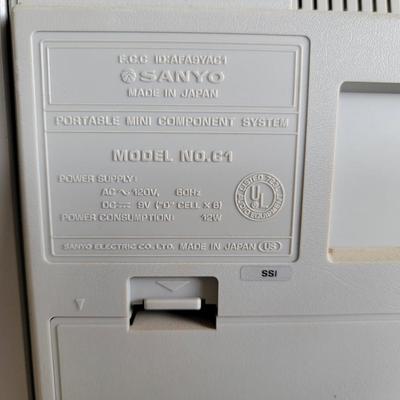 F.C.C ID:AFA9YAC1
SANYO
MADE IN JAPAN
PORTABLE MINI COMPONENT SYSTEM
MODEL NO.C1
POWER SUPPLY:
AC ∿ 120V, 60Hz
DC ⎓ 9V ("D" CELL X 6)
POWER CONSUMPTION: 12W
UL
SANYO ELECTRIC CO., LTD. MADE IN JAPAN US
SSI